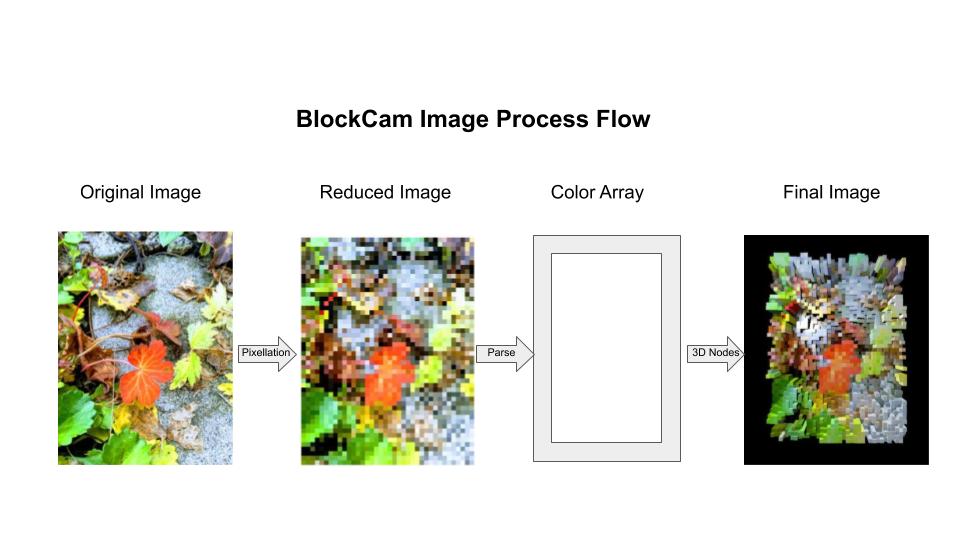 BlockCam Image Process Flow
Original Image
Reduced Image
Color Array
Final Image
Pixellation
Parse
3D Nodes